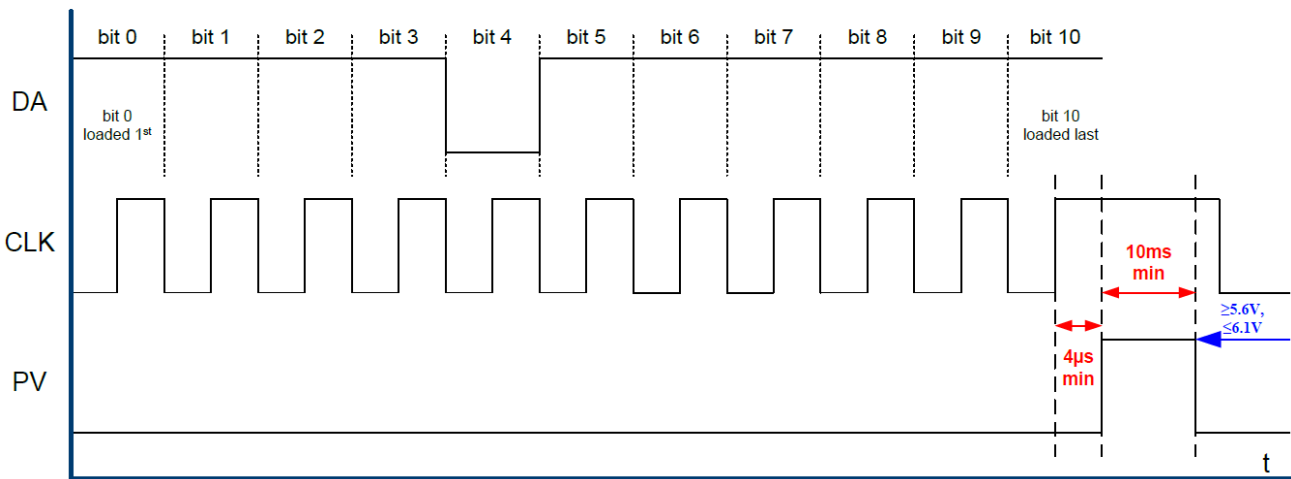 bit 0 bit 1 bit 2 bit 3 bit 4 bit 5 bit 6 bit 7 bit 8 bit 9 bit 10
DA
bit 0
loaded 1st
bit 10
loaded last
CLK
10ms
min
≥5.6V,
≤6.1V
4µs
min
PV
t